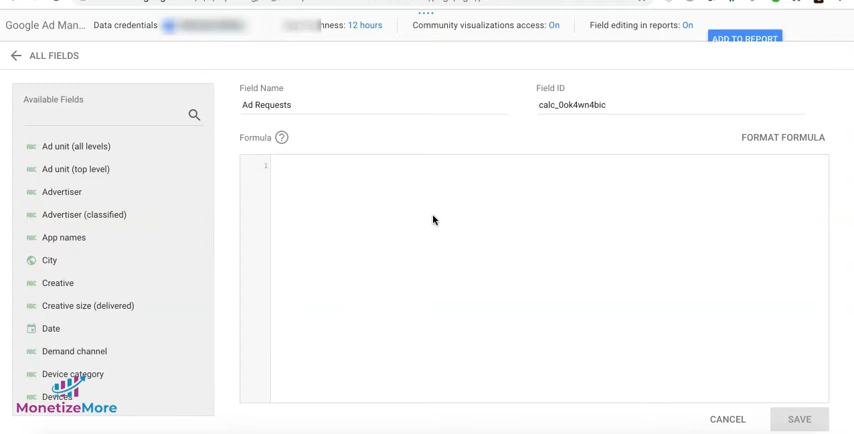 Google Ad Man... Data credentials ness: 12 hours Community visualizations access: On Field editing in reports: On
ADD TO REPORT
ALL FIELDS
Available Fields
Ad unit (all levels)
Ad unit (top level)
Advertiser
Advertiser (classified)
App names
City
Creative
Creative size (delivered)
Date
Demand channel
Device category
Devices
MonetizeMore
Field Name
Ad Requests
Field ID
calc_0ok4wn4bic
Formula ?
FORMAT FORMULA
1
CANCEL
SAVE